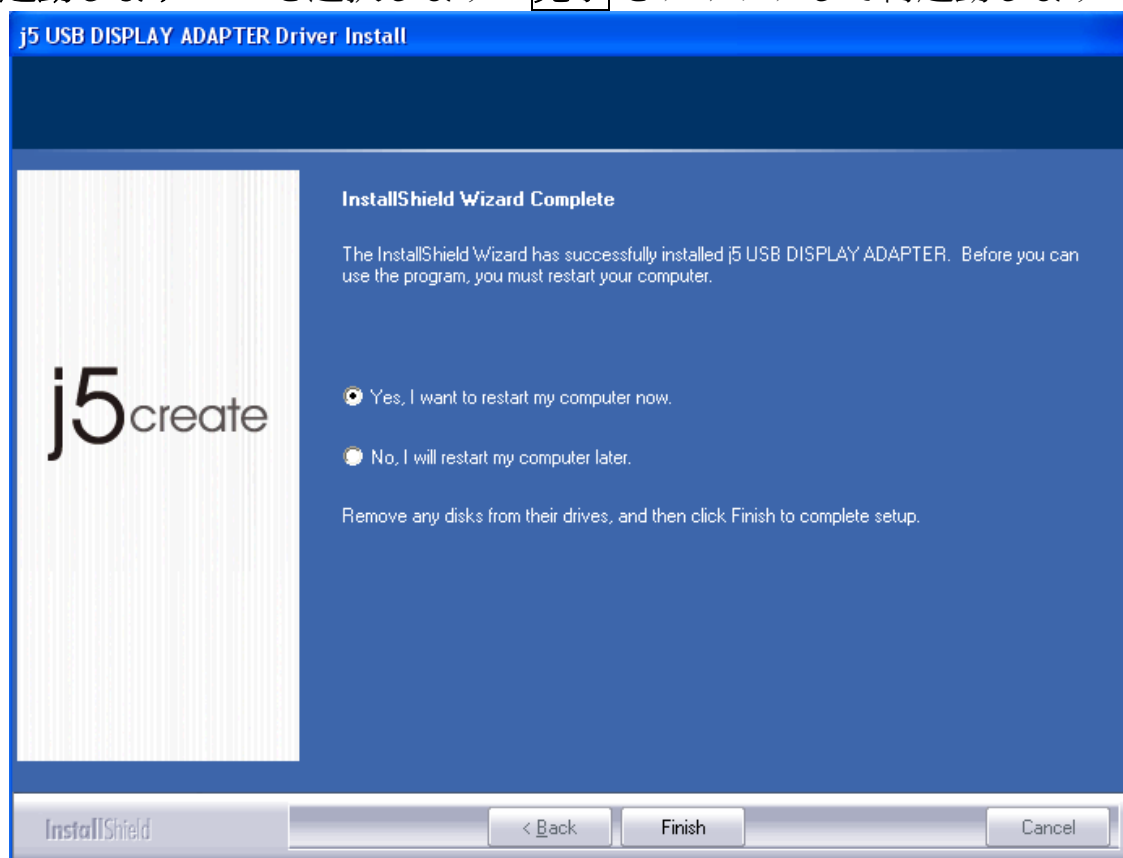 j5 USB DISPLAY ADAPTER Driver Install
InstallShield Wizard Complete
The InstallShield Wizard has successfully installed j5 USB DISPLAY ADAPTER. Before you can
use the program, you must restart your computer.
j5create
Yes, I want to restart my computer now.
No, I will restart my computer later.
Remove any disks from their drives, and then click Finish to complete setup.
InstallShield
< Back
Finish
Cancel